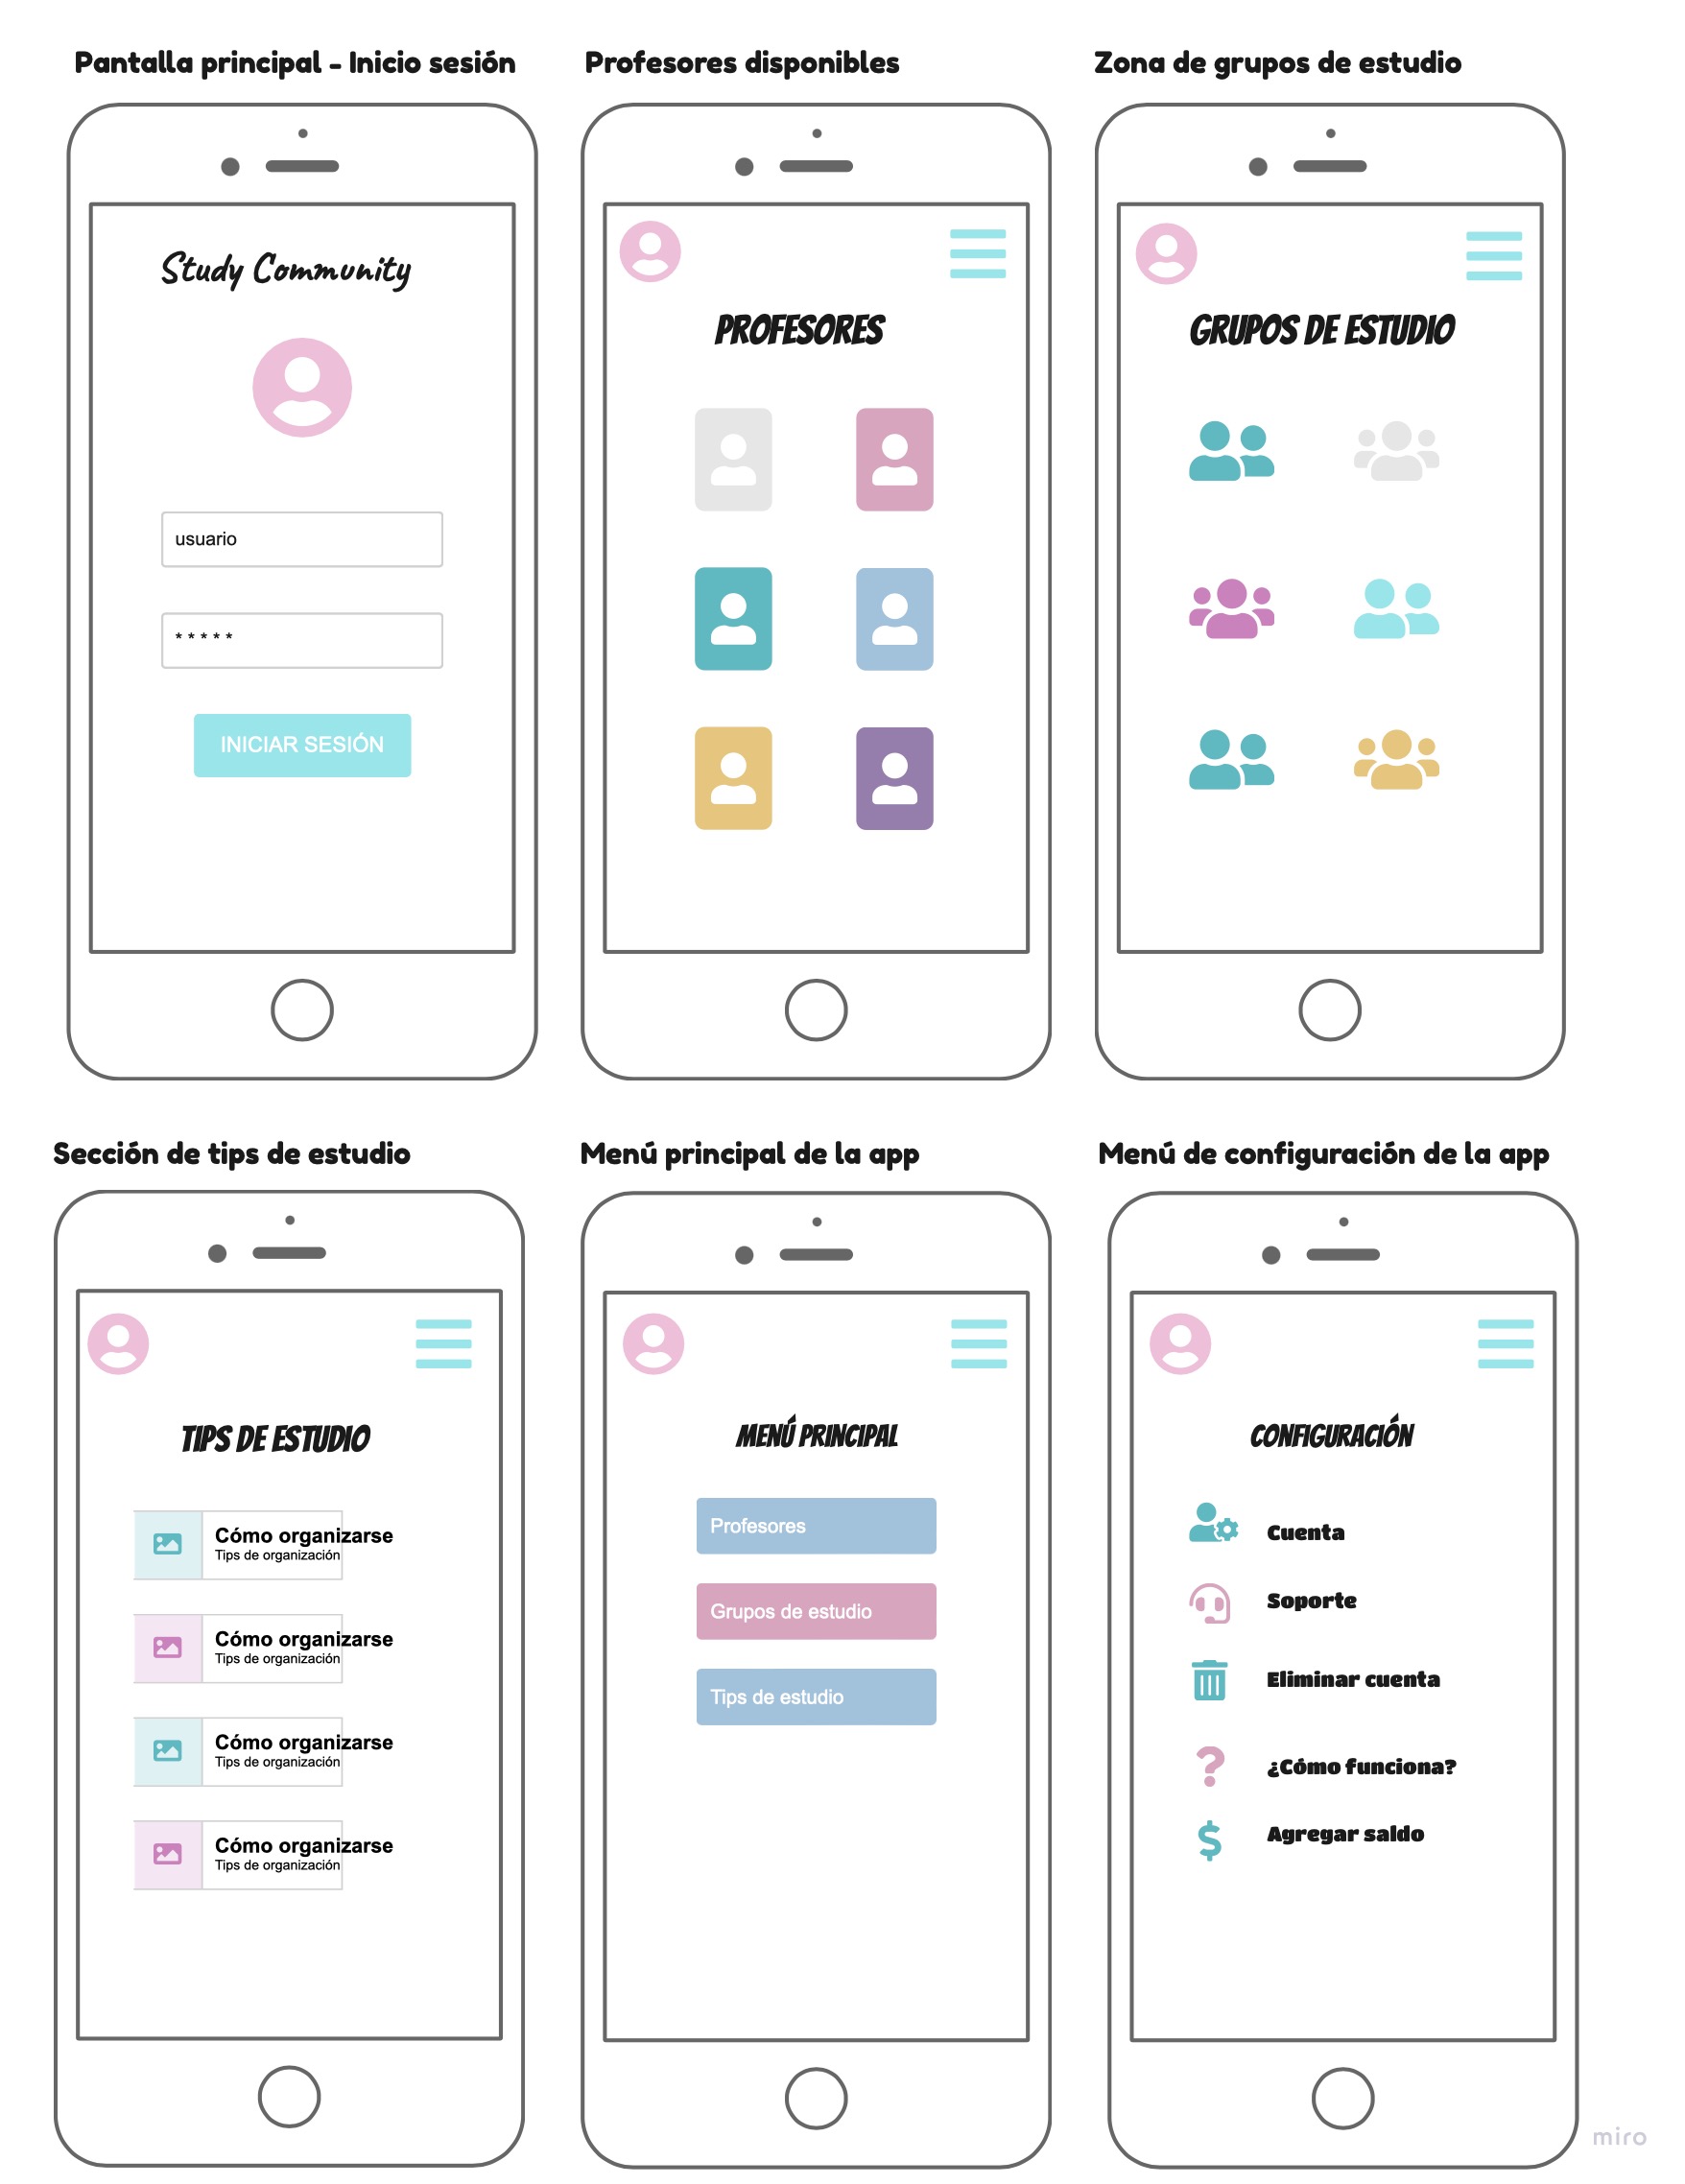 Pantalla principal - Inicio sesión
Study Community
usuario
* * * * *
INICIAR SESIÓN
Profesores disponibles
PROFESORES
Zona de grupos de estudio
GRUPOS DE ESTUDIO
Sección de tips de estudio
TIPS DE ESTUDIO
Cómo organizarse
Tips de organización
Cómo organizarse
Tips de organización
Cómo organizarse
Tips de organización
Cómo organizarse
Tips de organización
Menú principal de la app
MENÚ PRINCIPAL
Profesores
Grupos de estudio
Tips de estudio
Menú de configuración de la app
CONFIGURACIÓN
Cuenta
Soporte
Eliminar cuenta
¿Cómo funciona?
Agregar saldo
miro